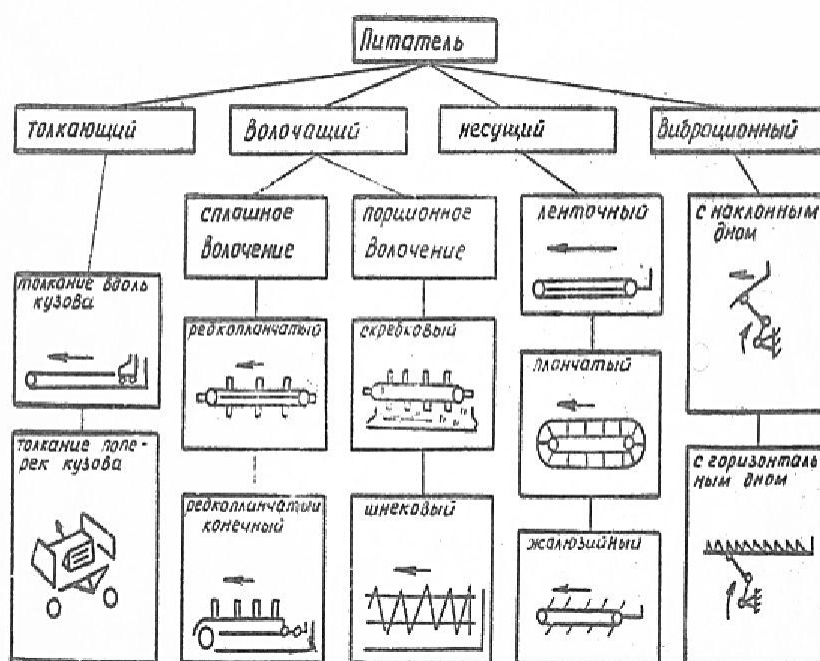 Питатель
толкающий
волочащий
несущий
вибрационный
сплошное
волочение
порционное
волочение
ленточный
с наклонным
дном
толкание вдоль
кузова
редкопланчатый
скребковый
планчатый
толкание попе-
рек кузова
редкопланчатый
конечный
шнековый
жалюзийный
с горизонталь
ным дном